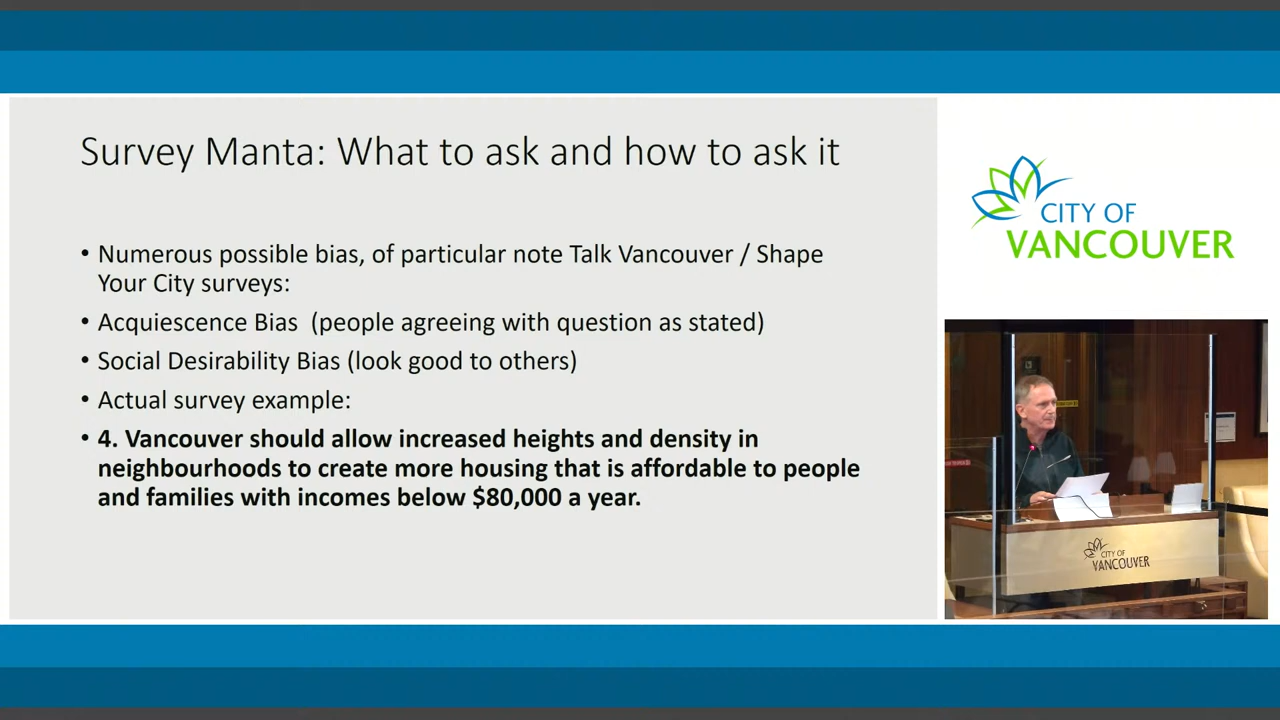 Survey Manta: What to ask and how to ask it
• Numerous possible bias, of particular note Talk Vancouver / Shape
Your City surveys:
• Acquiescence Bias (people agreeing with question as stated)
• Social Desirability Bias (look good to others)
• Actual survey example:
• 4. Vancouver should allow increased heights and density in
neighbourhoods to create more housing that is affordable to people
and families with incomes below $80,000 a year.
CITY OF
VANCOUVER
CITY OF
VANCOUVER